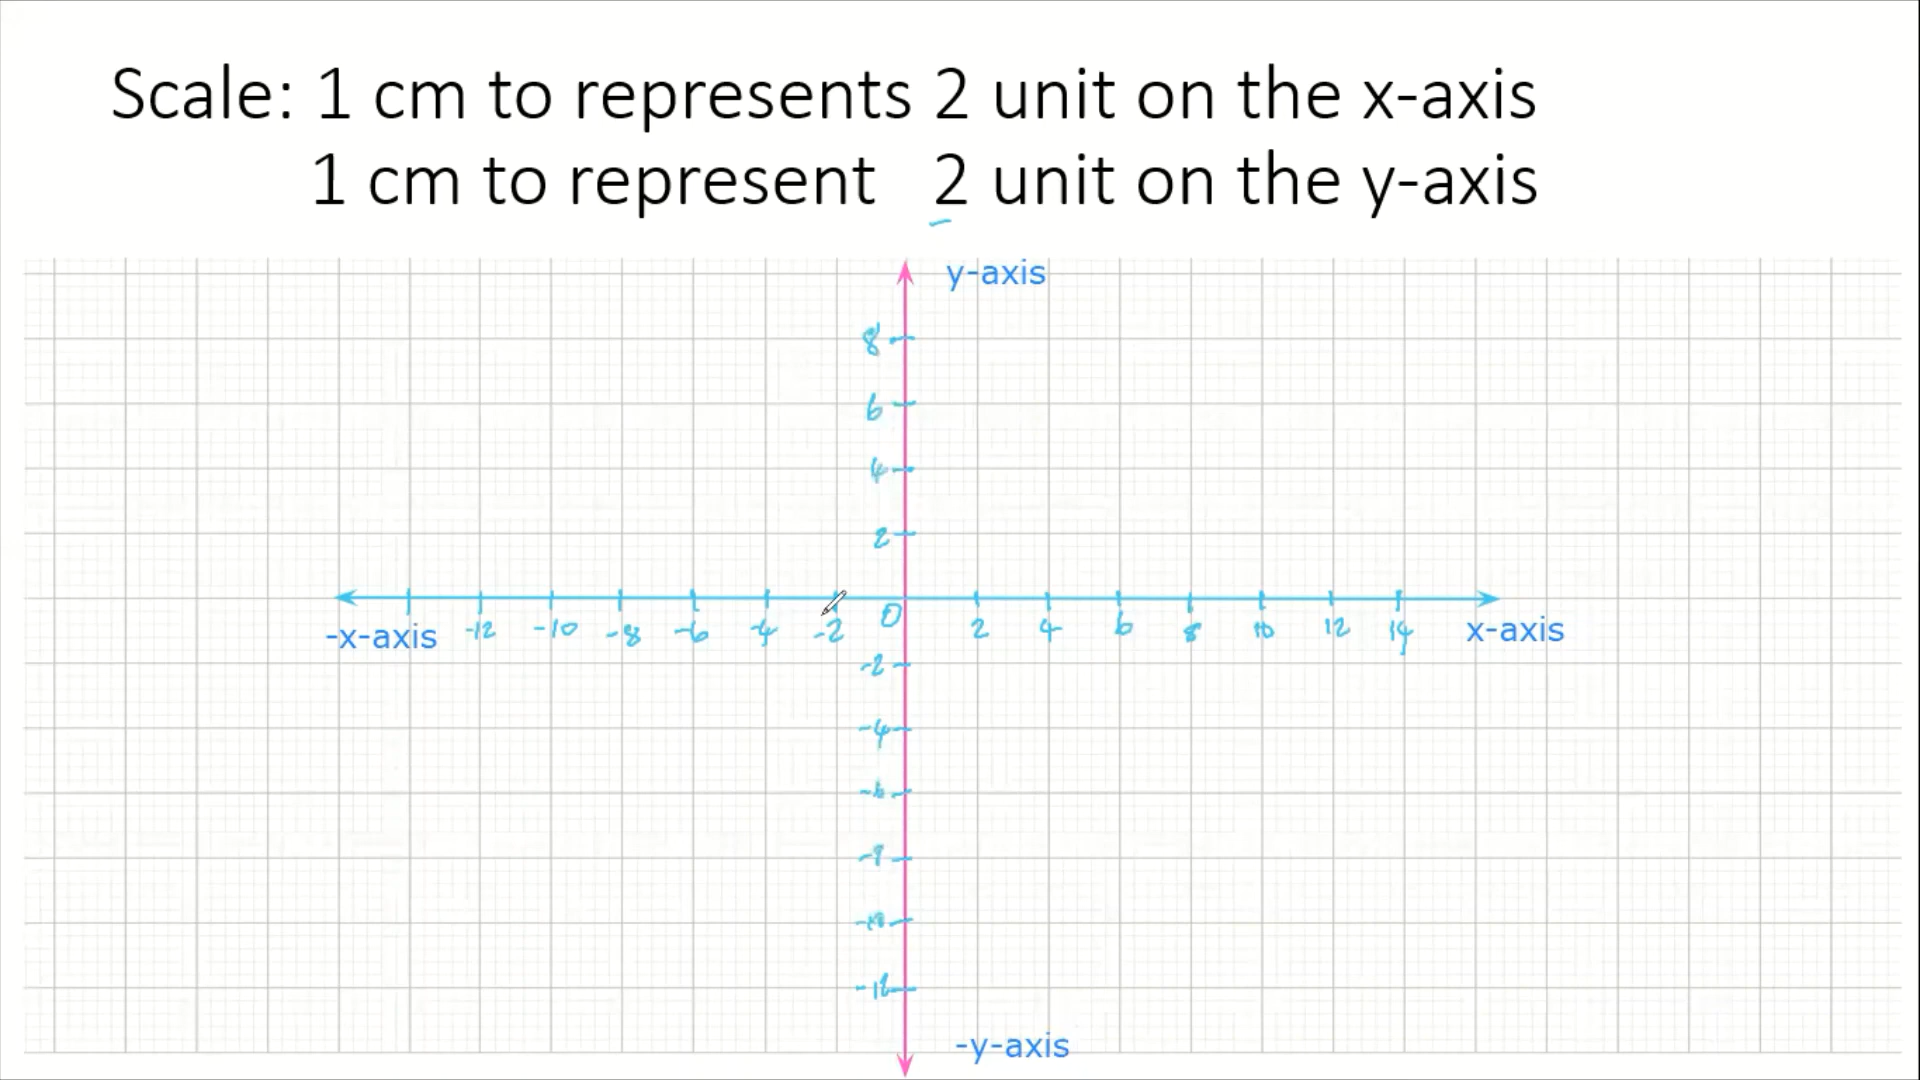 Scale: 1 cm to represents 2 unit on the x-axis
1 cm to represent 2 unit on the y-axis
y-axis
8
6
4
2
-x-axis -12 -10 -8 -6 -4 -2 0 2 4 6 8 10 12 14 x-axis
-2
-4
-6
-8
-10
-12
-y-axis